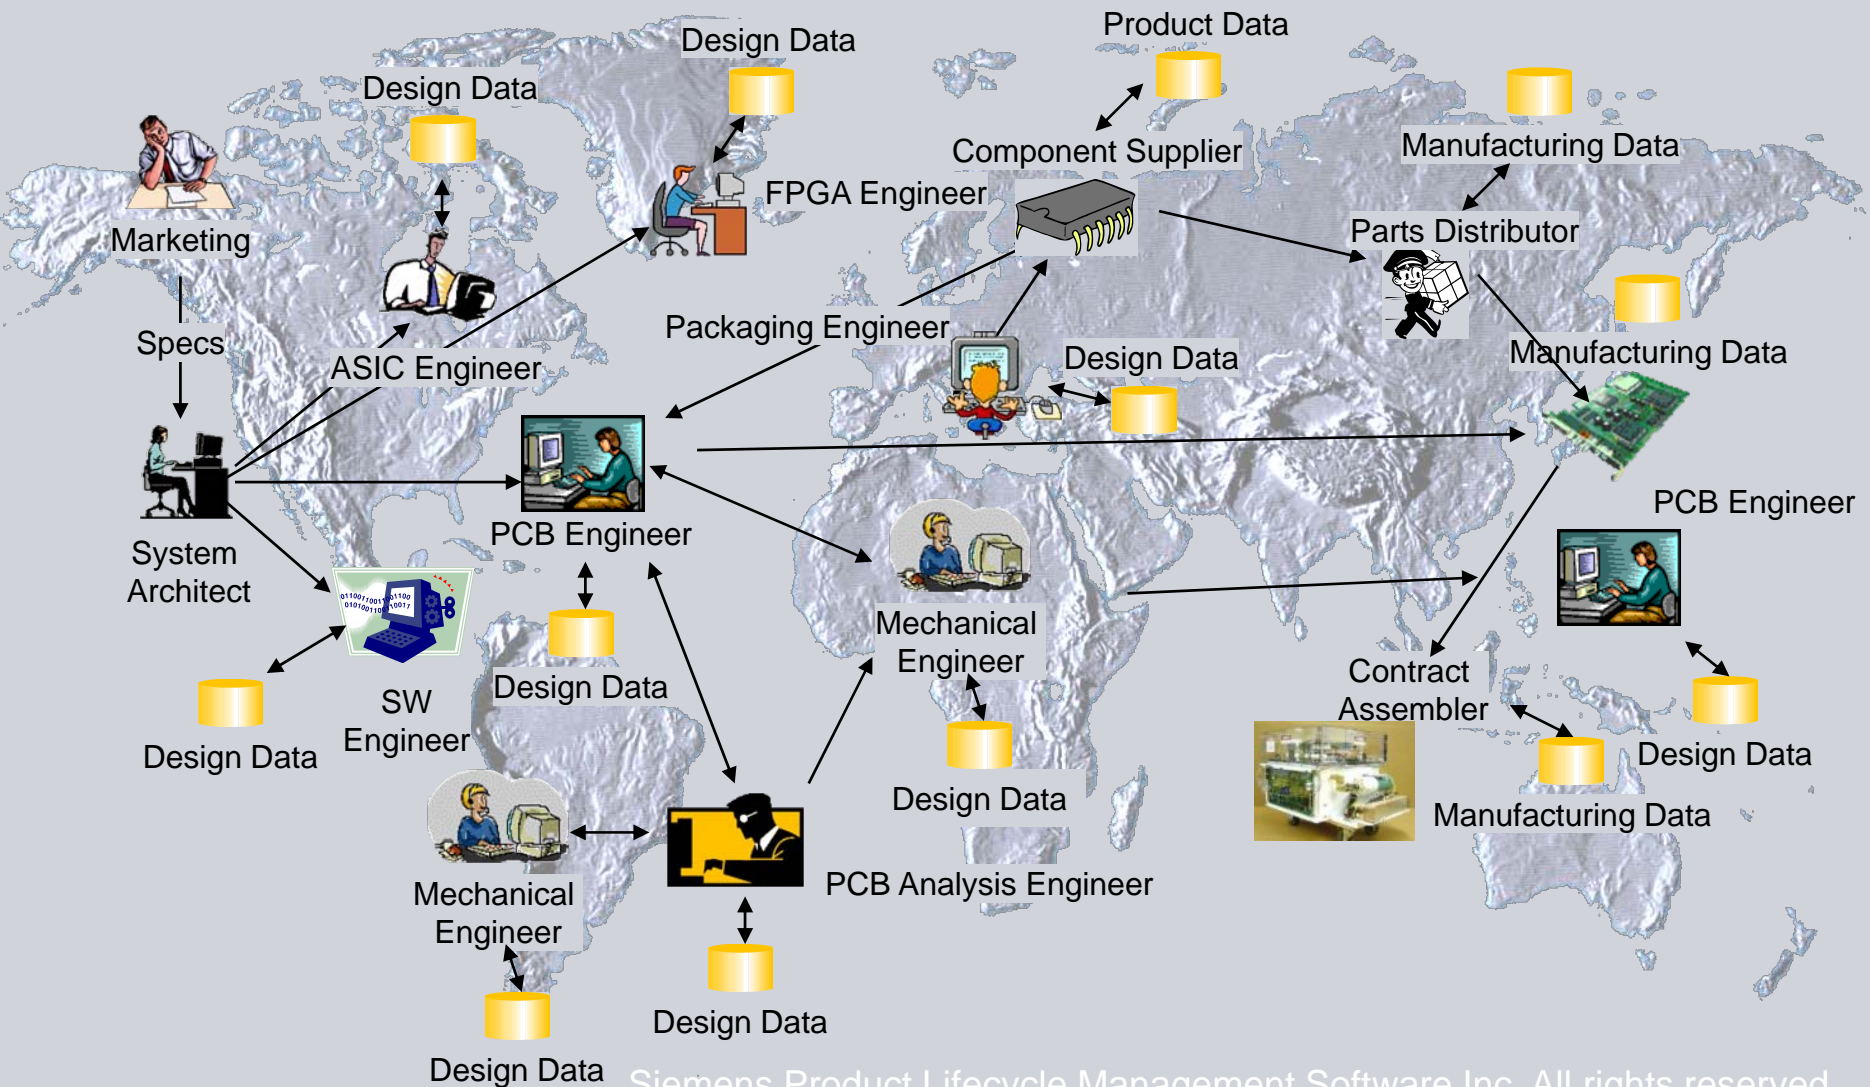 Product Data
Design Data
Design Data
Manufacturing Data
Component Supplier
FPGA Engineer
Marketing
Parts Distributor
Specs
Packaging Engineer
ASIC Engineer
Design Data
Manufacturing Data
PCB Engineer
PCB Engineer
System
Architect
01100110011001100
0101001100110011
Mechanical
Engineer
Contract
Assembler
SW
Engineer
Design Data
Design Data
Design Data
Design Data
Manufacturing Data
PCB Analysis Engineer
Mechanical
Engineer
Design Data
Design Data
Siemens Product Lifecycle Management Software Inc. All rights reserved